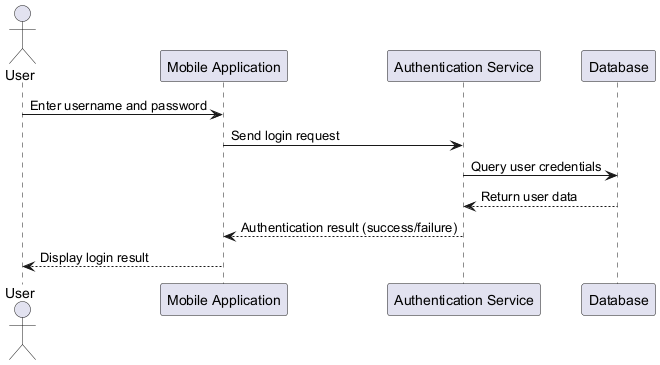 User
Mobile Application
Authentication Service
Database
Enter username and password
Send login request
Query user credentials
Return user data
Authentication result (success/failure)
Display login result
User
Mobile Application
Authentication Service
Database